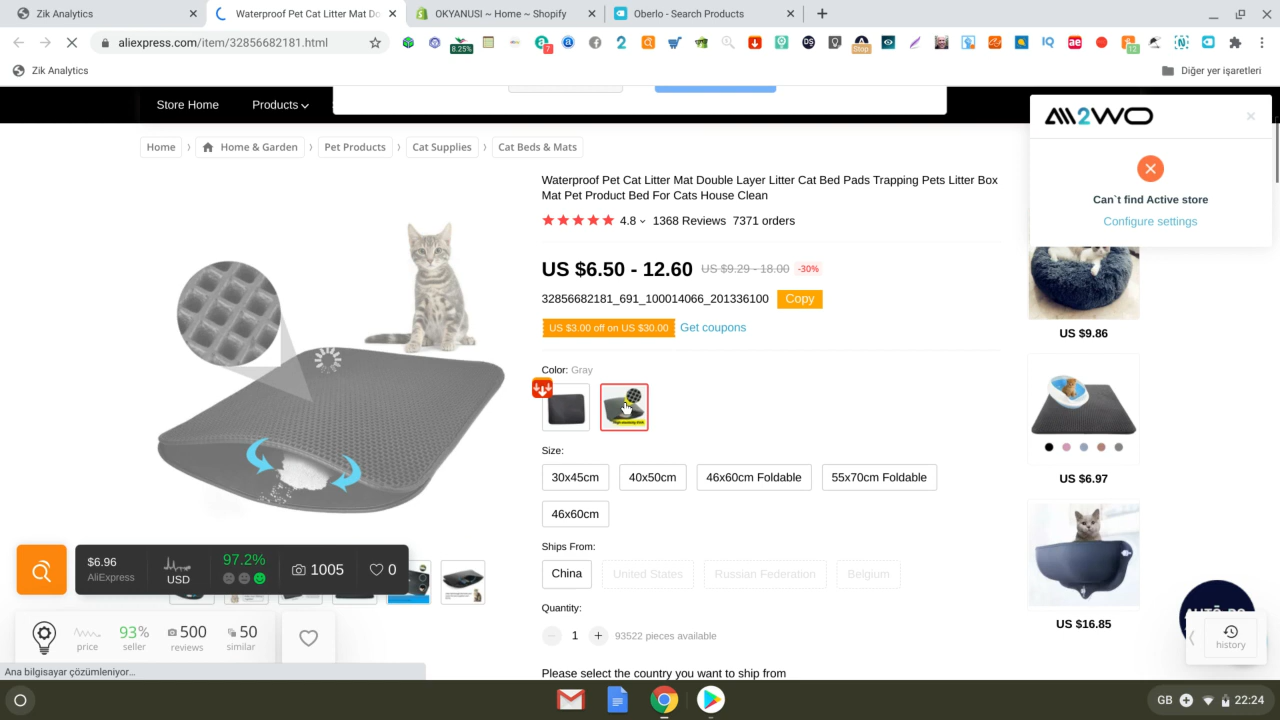 Zik Analytics
Waterproof Pet Cat Litter Mat Do
OKYANUSI ~ Home ~ Shopify
Oberlo - Search Products
aliexpress.com/item/32856682181.html
8.25%
7
Stop
IQ
12
Zik Analytics
Diğer yer işaretleri
Store Home
Products
Home
Home & Garden
Pet Products
Cat Supplies
Cat Beds & Mats
ALI2WOO
Can`t find Active store
Configure settings
Waterproof Pet Cat Litter Mat Double Layer Litter Cat Bed Pads Trapping Pets Litter Box
Mat Pet Product Bed For Cats House Clean
4.8
1368 Reviews
7371 orders
US $6.50 - 12.60
US $9.29 - 18.00
-30%
32856682181_691_100014066_201336100
Copy
US $3.00 off on US $30.00
Get coupons
Color: Gray
Size:
30x45cm
40x50cm
46x60cm Foldable
55x70cm Foldable
46x60cm
Ships From:
China
United States
Russian Federation
Belgium
Quantity:
1
93522 pieces available
Please select the country you want to ship from
US $9.86
US $6.97
US $16.85
history
$6.96
AliExpress
USD
97.2%
1005
0
price
93%
seller
500
reviews
50
similar
Ana bilgisayar çözümleniyor...
GB
22:24